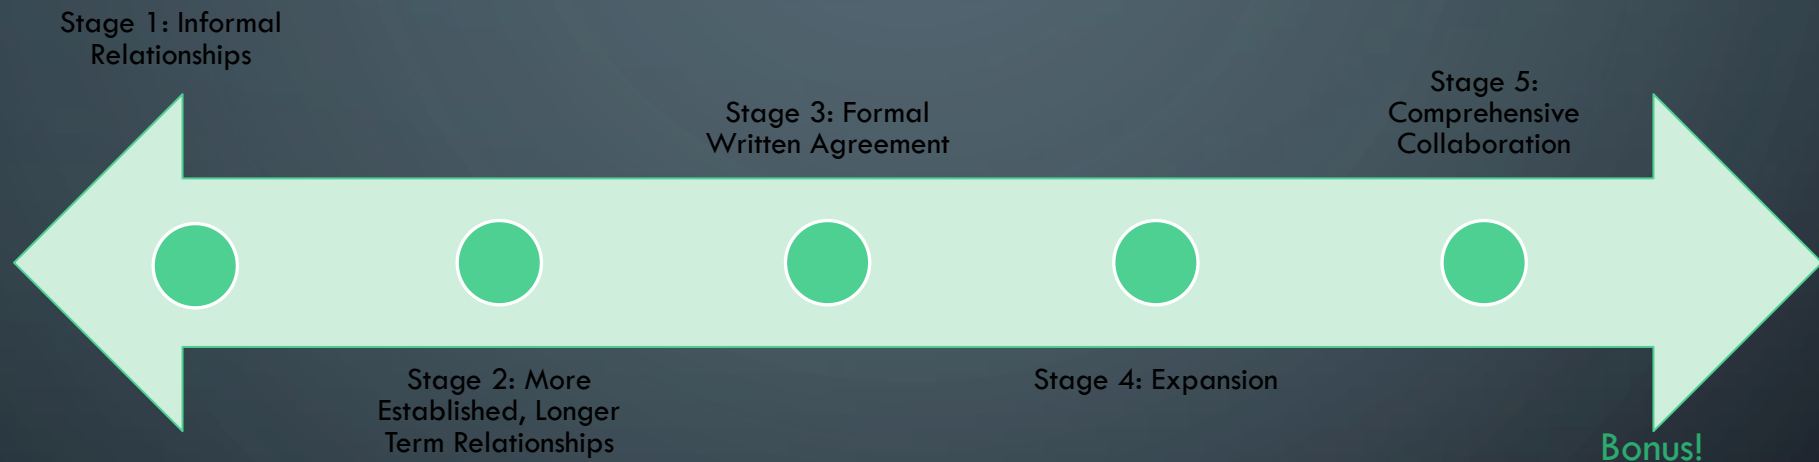 Stage 1: Informal
Relationships
Stage 2: More
Established, Longer
Term Relationships
Stage 3: Formal
Written Agreement
Stage 4: Expansion
Stage 5:
Comprehensive
Collaboration
Bonus!